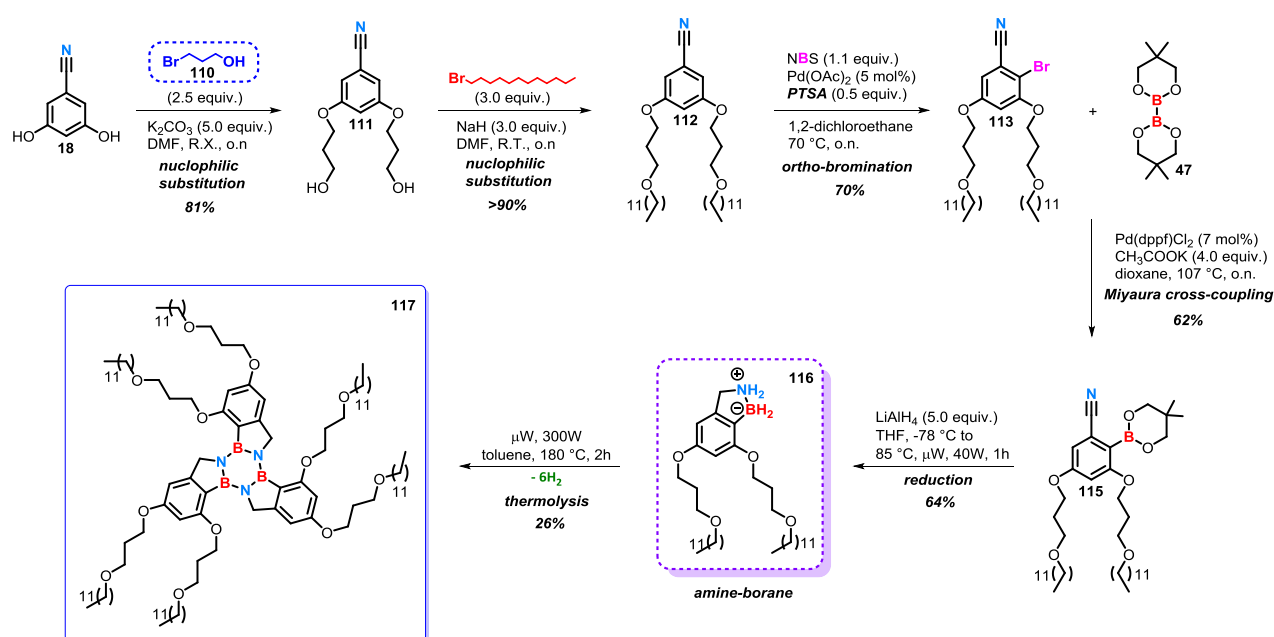 N
HO
OH
18
Br
OH
110
(2.5 equiv.)
K2CO3 (5.0 equiv.)
DMF, R.X., o.n
nuclophilic
substitution
81%
N
O
O
111
HO
HO
Br
(3.0 equiv.)
NaH (3.0 equiv.)
DMF, R.T., o.n
nuclophilic
substitution
>90%
N
O
O
112
O
O
11
11
NBS (1.1 equiv.)
Pd(OAc)2 (5 mol%)
PTSA (0.5 equiv.)
1,2-dichloroethane
70 °C, o.n.
ortho-bromination
70%
N
Br
O
O
113
O
O
11
11
+
O
O
B
B
O
O
47
Pd(dppf)Cl2 (7 mol%)
CH3COOK (4.0 equiv.)
dioxane, 107 °C, o.n.
Miyaura cross-coupling
62%
N
O
B
O
115
O
O
O
O
11
11
LiAlH4 (5.0 equiv.)
THF, -78 °C to
85 °C, µW, 40W, 1h
reduction
64%
116
+
NH2
−
BH2
O
O
O
O
11
11
amine-borane
µW, 300W
toluene, 180 °C, 2h
- 6H2
thermolysis
26%
117
11
O
O
11
O
O
O
11
B
N
N
B
B
N
O
O
11
O
O
O
O
11
O
11